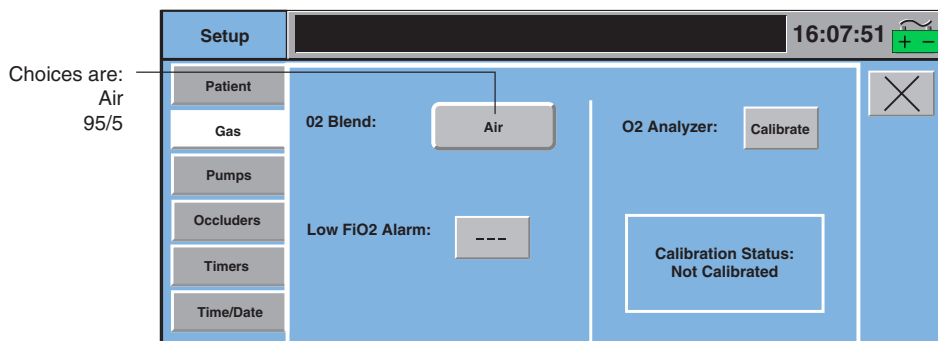 Setup
16:07:51
+ −
Choices are:
Air
95/5
Patient
Gas
Pumps
Occluders
Timers
Time/Date
02 Blend:
Air
O2 Analyzer:
Calibrate
Low FiO2 Alarm:
---
Calibration Status:
Not Calibrated